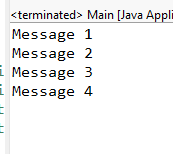 <terminated> Main [Java Appli
Message 1
Message 2
Message 3
Message 4